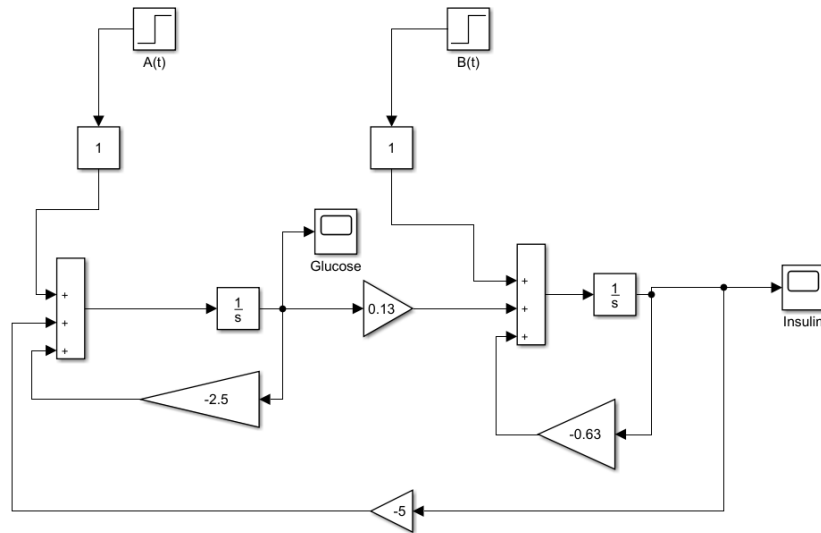 A(t)
B(t)
1
1
Glucose
Insulin
+
+
+
1
s
0.13
+
+
+
1
s
-2.5
-0.63
-5